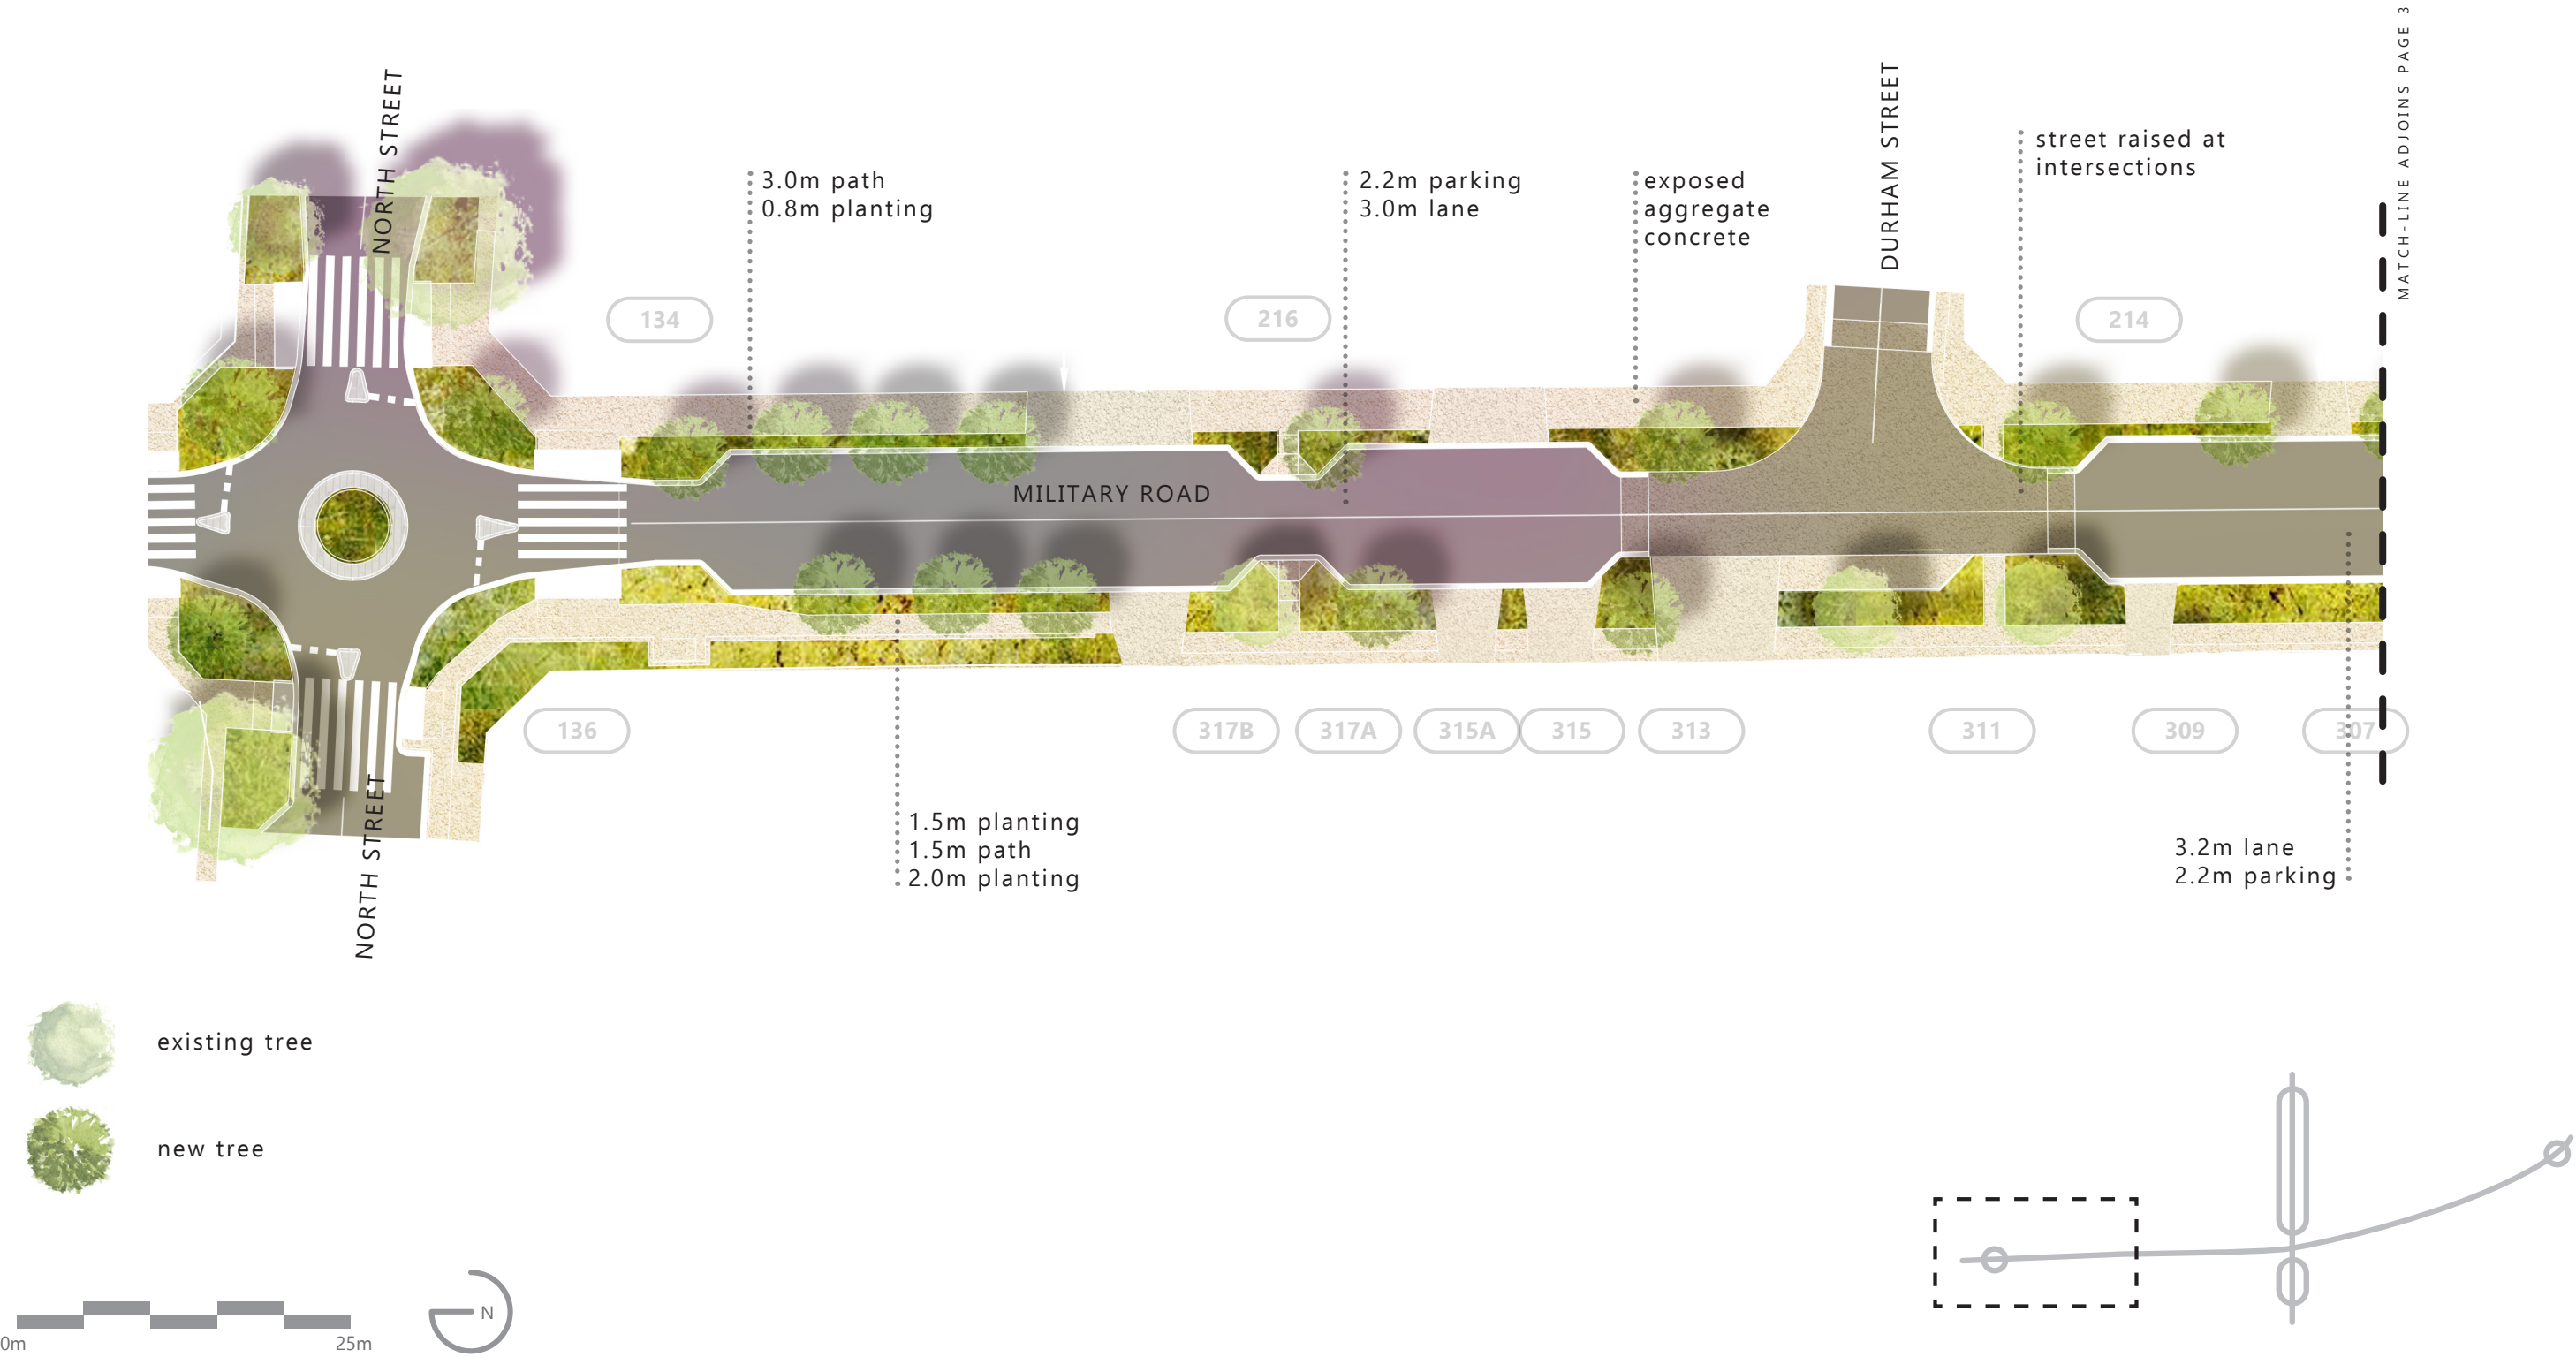 MATCH-LINE ADJOINS PAGE 3
NORTH STREET
DURHAM STREET
3.0m path
0.8m planting
2.2m parking
3.0m lane
exposed
aggregate
concrete
street raised at
intersections
134
216
214
MILITARY ROAD
136
317B
317A
315A
315
313
311
309
307
NORTH STREET
1.5m planting
1.5m path
2.0m planting
3.2m lane
2.2m parking
existing tree
new tree
0m
25m
N